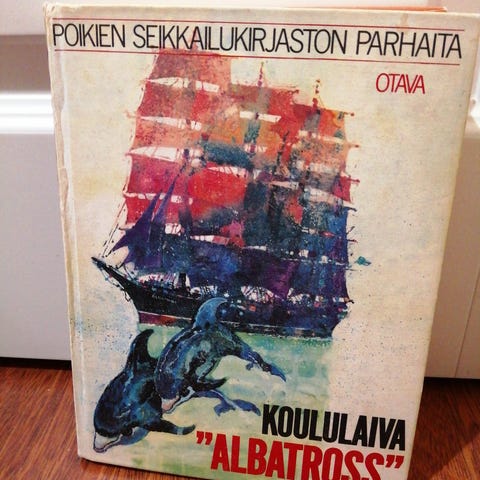 POIKIEN SEIKKAILUKIRJASTON PARHAITA
OTAVA
KOULULAIVA
"ALBATROSS"